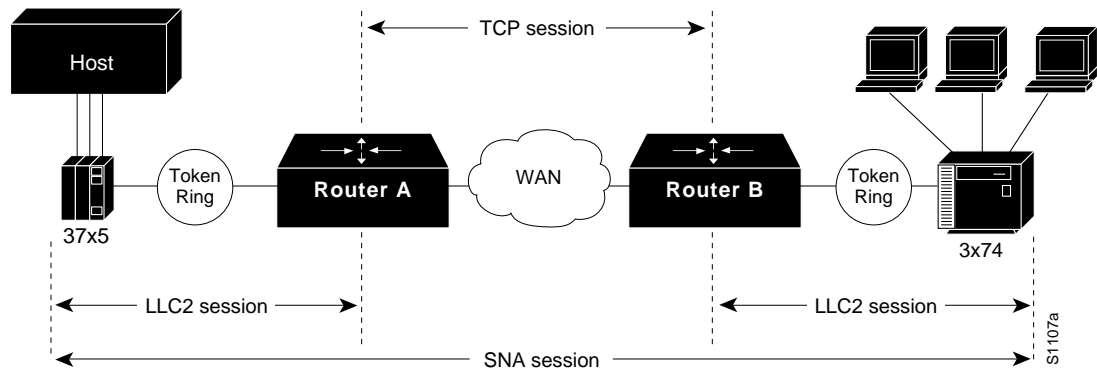 TCP session
Host
Token
Ring
Router A
WAN
Router B
Token
Ring
37x5
3x74
LLC2 session
LLC2 session
SNA session
S1107a